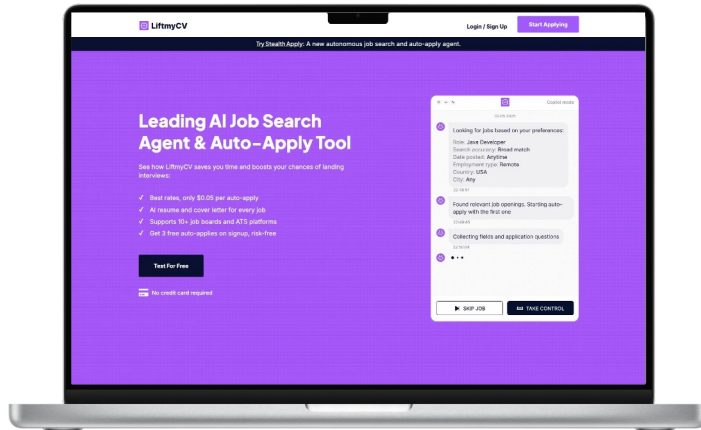 LiftmyCV
Login / Sign Up
Start Applying
Try Stealth Apply: A new autonomous job search and auto-apply agent.
Leading AI Job Search
Agent & Auto-Apply Tool
See how LiftmyCV saves you time and boosts your chances of landing
interviews:
✓ Best rates, only $0.05 per auto-apply
✓ AI resume and cover letter for every job
✓ Supports 10+ job boards and ATS platforms
✓ Get 3 free auto-applies on signup, risk-free
Test For Free
No credit card required
Copilot mode
Looking for jobs based on your preferences:
Role: Java Developer
Search accuracy: Broad match
Date posted: Anytime
Employment type: Remote
Country: USA
City: Any
Found relevant job openings. Starting auto-
apply with the first one
Collecting fields and application questions
SKIP JOB
TAKE CONTROL